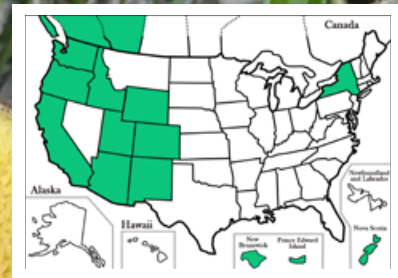 Canada
Newfoundland
and Labrador
Alaska
Hawaii
Nova Scotia
New
Brunswick
Prince Edward
Island